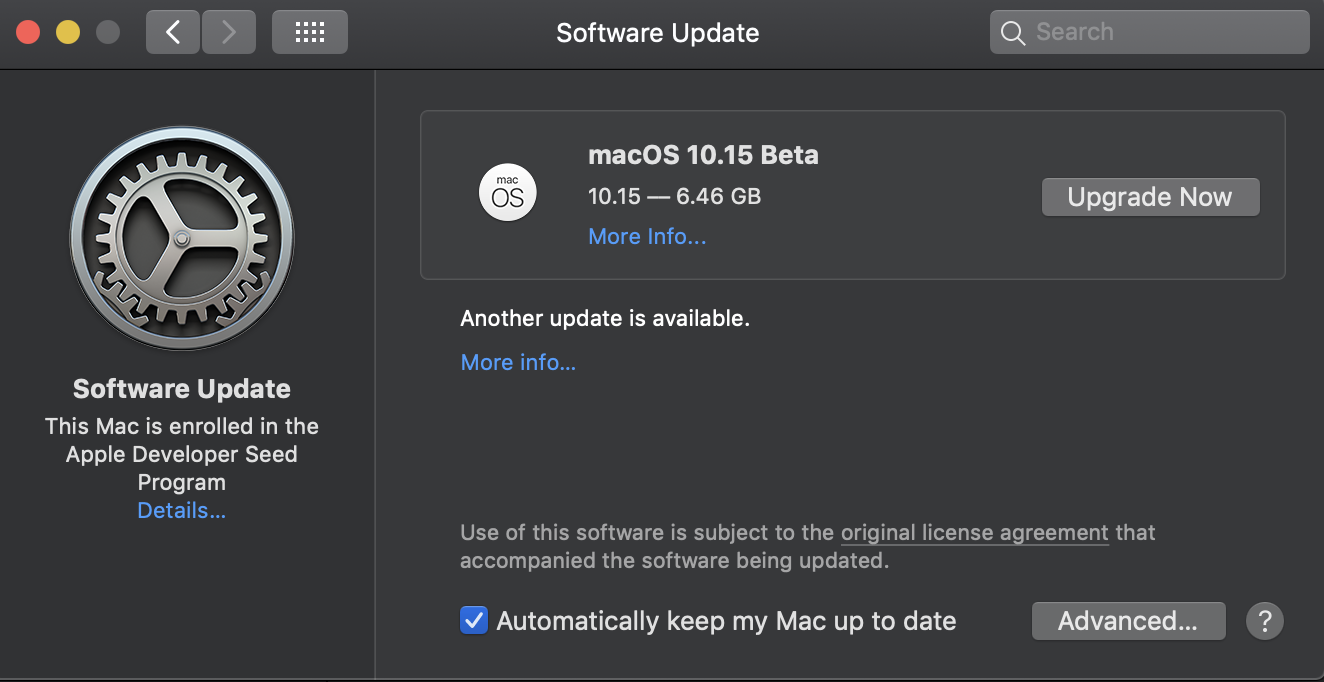 Software Update
Search
mac
OS
macOS 10.15 Beta
10.15 — 6.46 GB
More Info...
Upgrade Now
Another update is available.
More info...
Software Update
This Mac is enrolled in the
Apple Developer Seed
Program
Details...
Use of this software is subject to the original license agreement that
accompanied the software being updated.
Automatically keep my Mac up to date
Advanced...
?